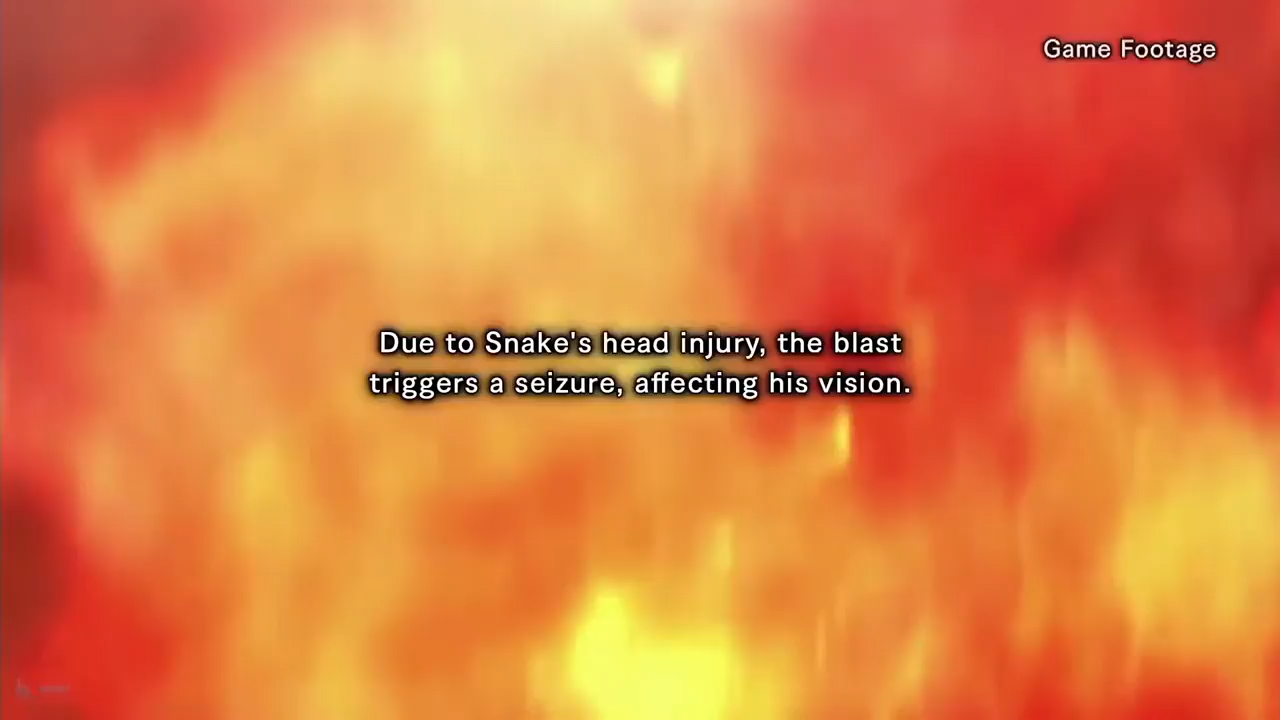 Game Footage
Due to Snake's head injury, the blast
triggers a seizure, affecting his vision.